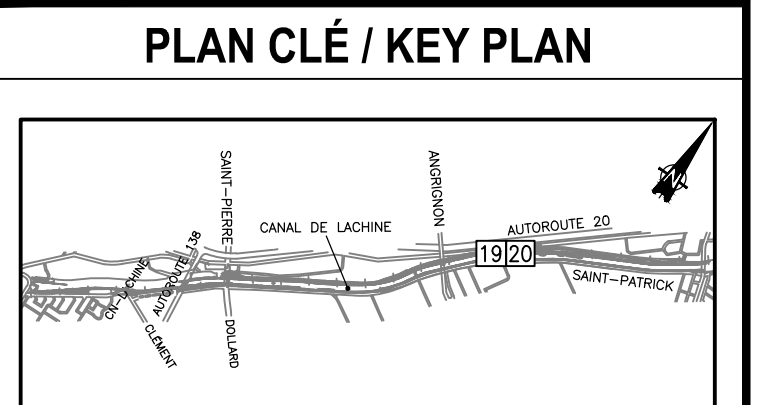 PLAN CLÉ / KEY PLAN
SAINT-PIERRE
ANGRIGNON
CANAL DE LACHINE
AUTOROUTE 20
AUTOROUTE 138
19 20
CN-LACHINE
SAINT-PATRICK
CLÉMENT
DOLLARD